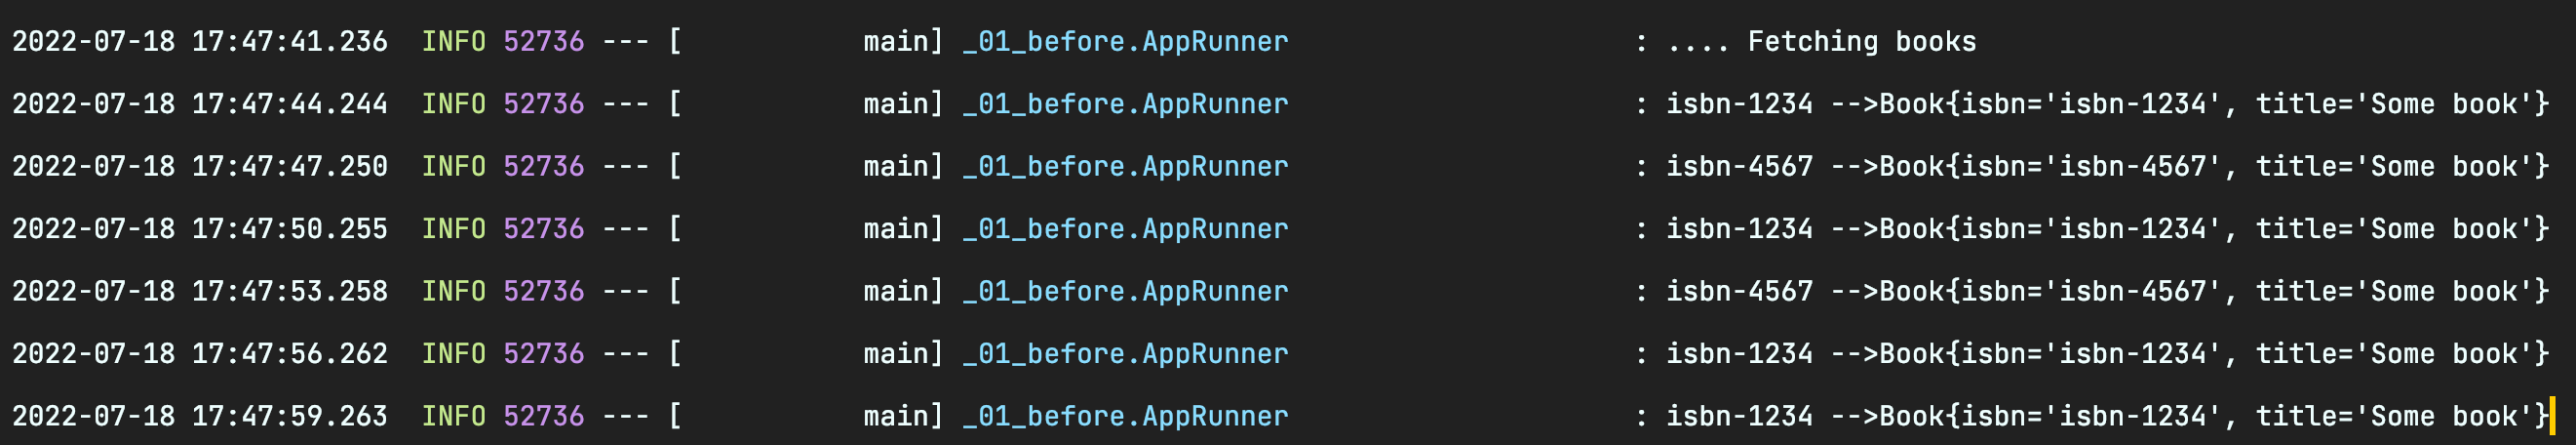 2022-07-18 17:47:41.236  INFO 52736 --- [           main] _01_before.AppRunner                     : .... Fetching books
2022-07-18 17:47:44.244  INFO 52736 --- [           main] _01_before.AppRunner                     : isbn-1234 -->Book{isbn='isbn-1234', title='Some book'}
2022-07-18 17:47:47.250  INFO 52736 --- [           main] _01_before.AppRunner                     : isbn-4567 -->Book{isbn='isbn-4567', title='Some book'}
2022-07-18 17:47:50.255  INFO 52736 --- [           main] _01_before.AppRunner                     : isbn-1234 -->Book{isbn='isbn-1234', title='Some book'}
2022-07-18 17:47:53.258  INFO 52736 --- [           main] _01_before.AppRunner                     : isbn-4567 -->Book{isbn='isbn-4567', title='Some book'}
2022-07-18 17:47:56.262  INFO 52736 --- [           main] _01_before.AppRunner                     : isbn-1234 -->Book{isbn='isbn-1234', title='Some book'}
2022-07-18 17:47:59.263  INFO 52736 --- [           main] _01_before.AppRunner                     : isbn-1234 -->Book{isbn='isbn-1234', title='Some book'}